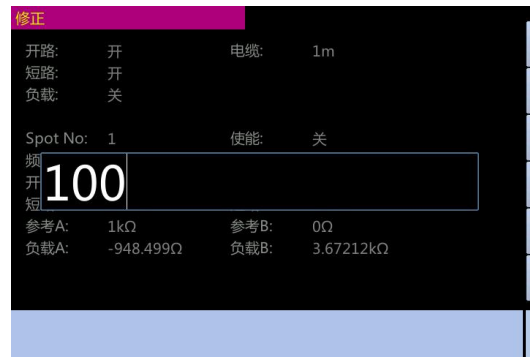 修正
开路: 开 电缆: 1m
短路: 开
负载: 关
Spot No: 1 使能: 关
频
开
短
100
参考A: 1kΩ 参考B: 0Ω
负载A: -948.499Ω 负载B: 3.67212kΩ